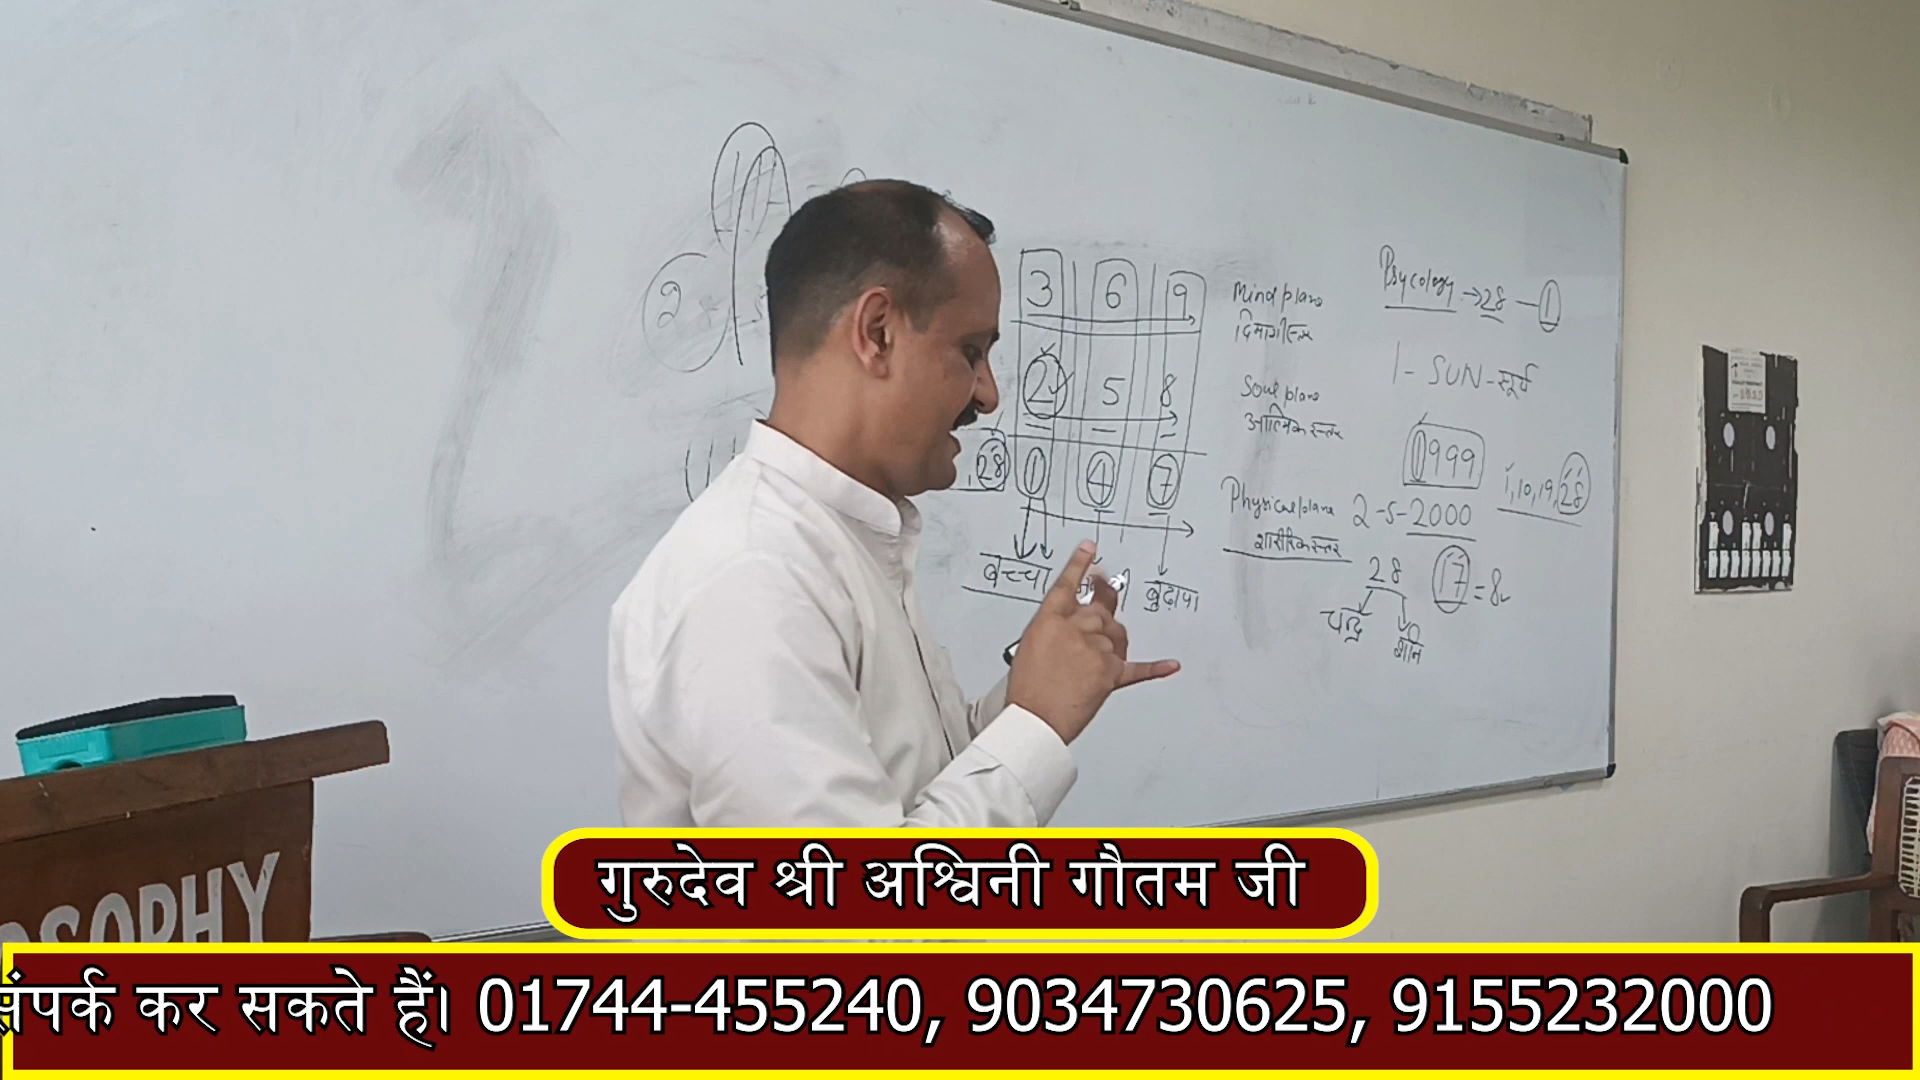 3 6 9 Mind plane
दिमागी स्तर
2 5 8 Soul plane
आत्मिक स्तर
28 1 4 7 Physical plane
शारीरिक स्तर
बच्चा
बुढ़ापा
Psycology → 28 – 1
1 - SUN - सूर्य
1999
1, 10, 19, 28
2-5-2000
28
17 = 8
चन्द्र शनि
2
OSOPHY
गुरुदेव श्री अश्विनी गौतम जी
संपर्क कर सकते हैं। 01744-455240, 9034730625, 9155232000